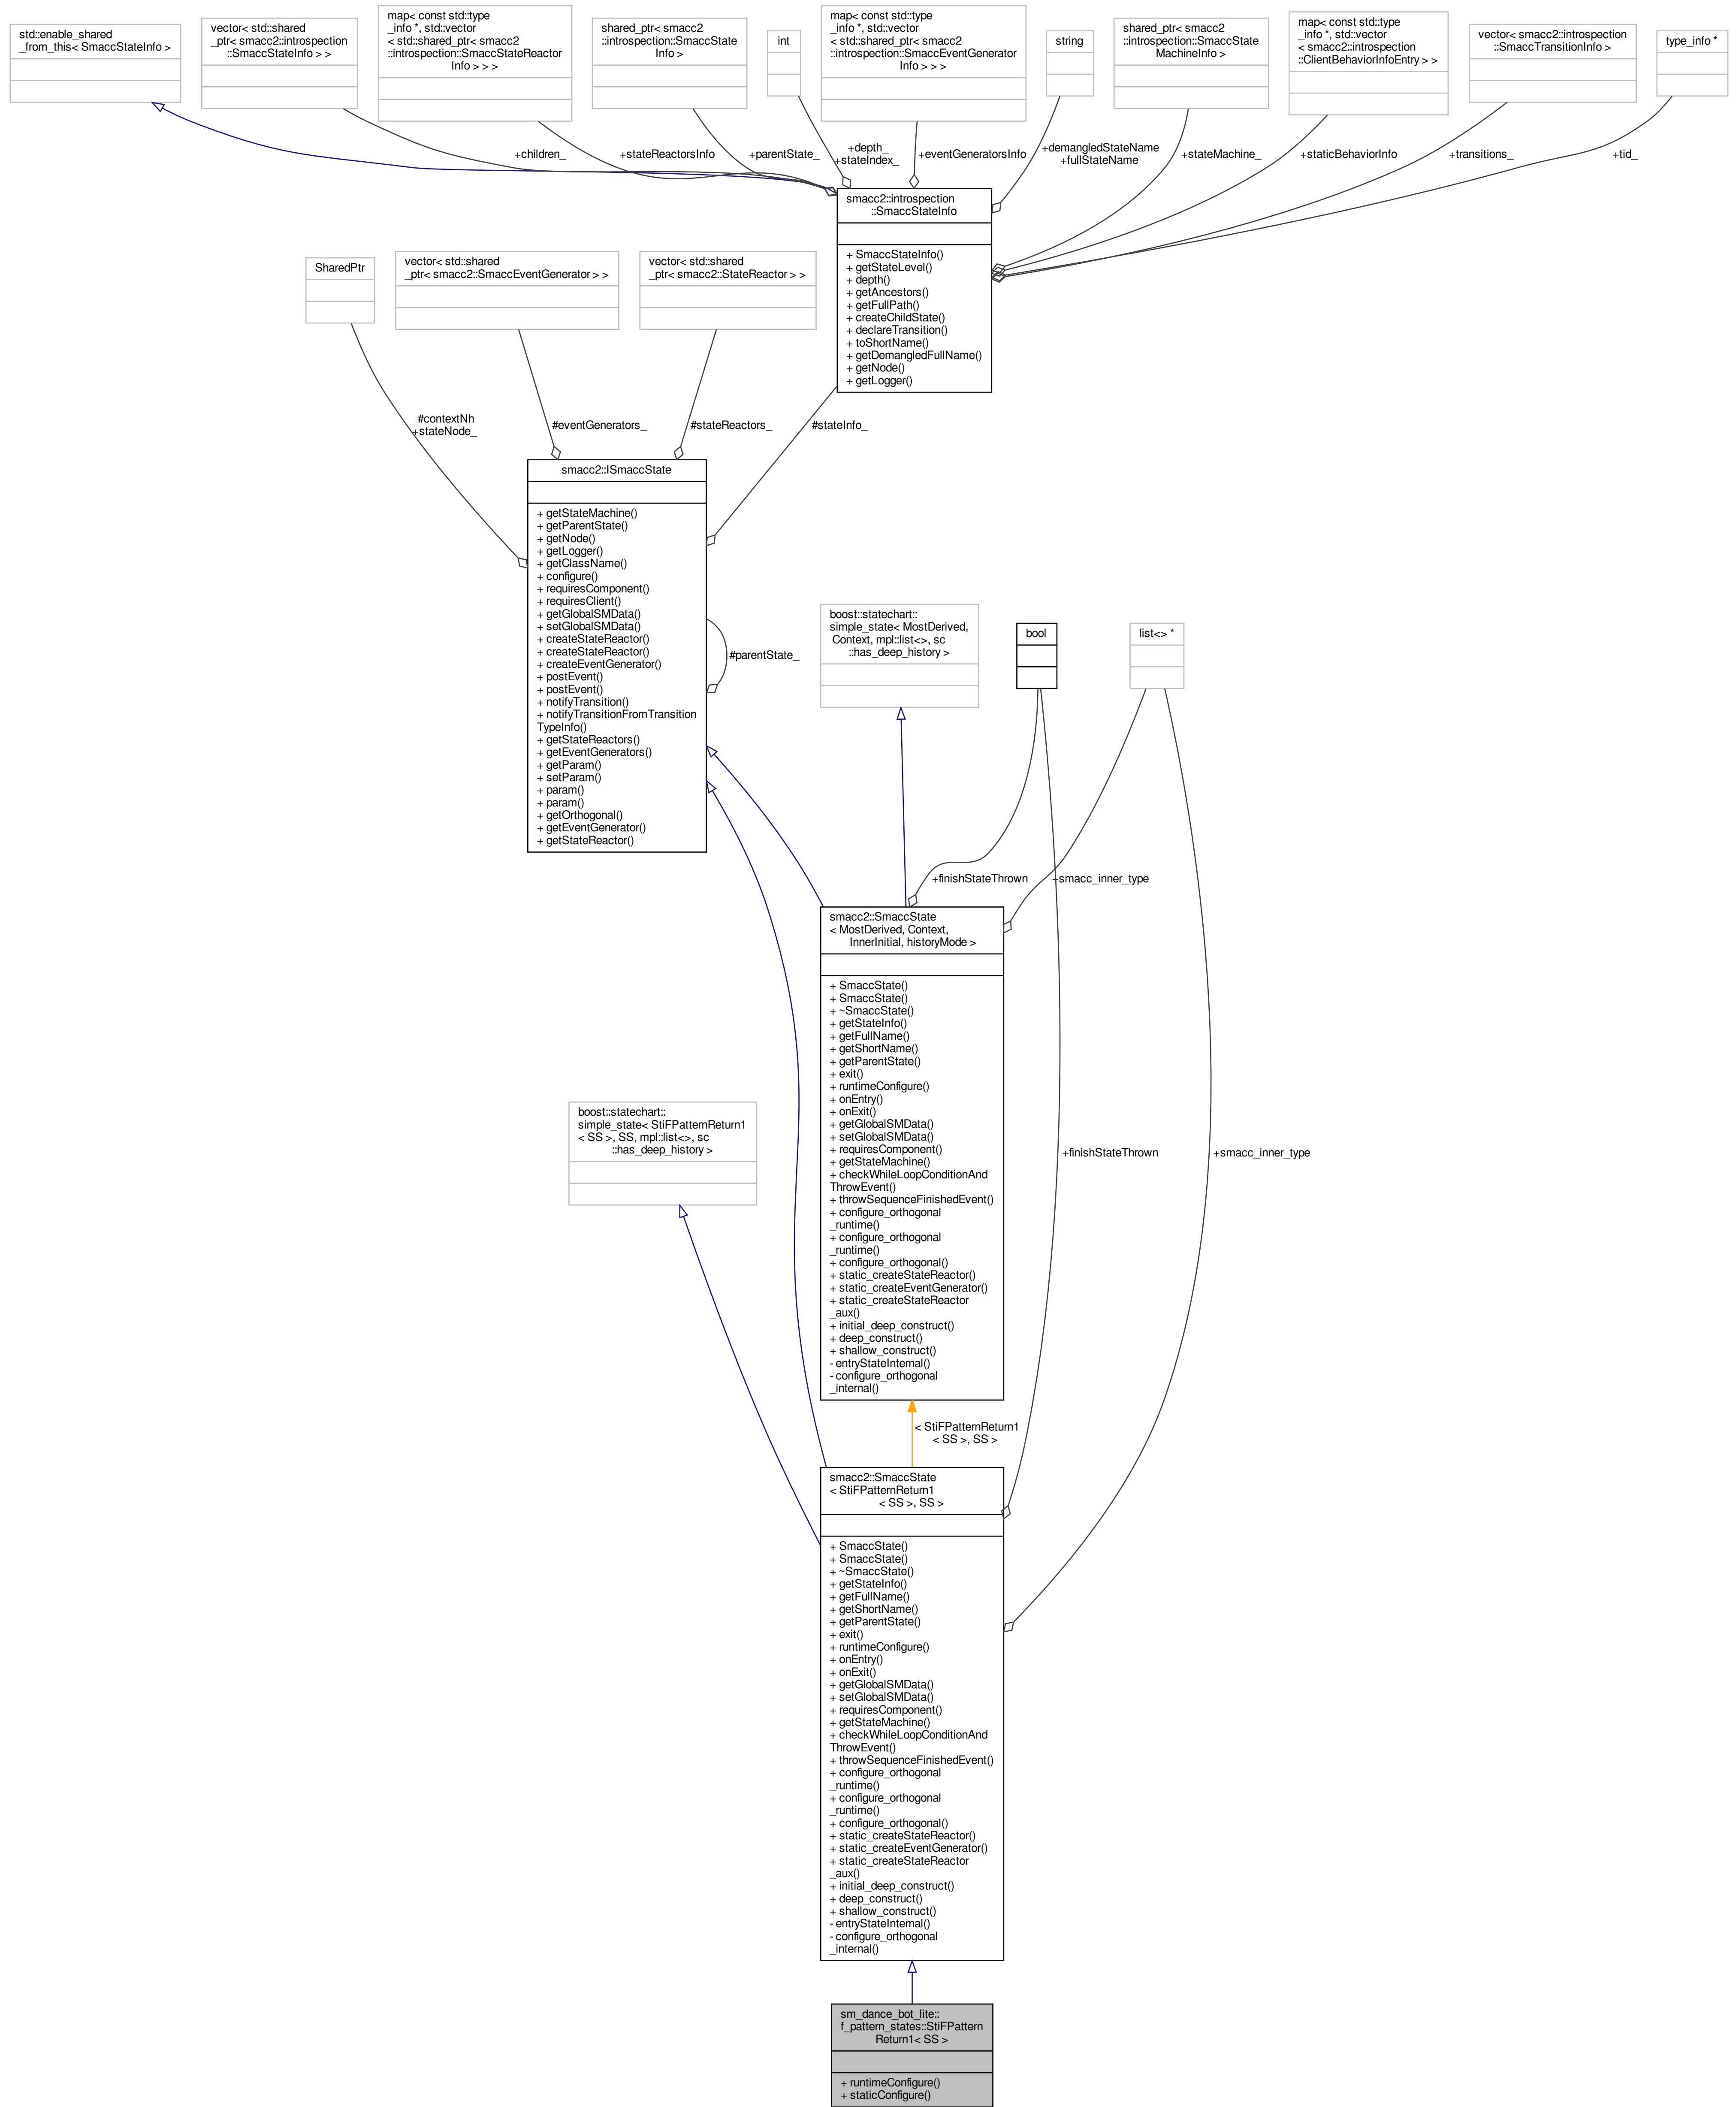 std::enable_shared
_from_this< SmaccStateInfo >
vector< std::shared
_ptr< smacc2::introspection
::SmaccStateInfo > >
map< const std::type
_info *, std::vector
< std::shared_ptr< smacc2
::introspection::SmaccStateReactor
Info > > >
shared_ptr< smacc2
::introspection::SmaccState
Info >
int
map< const std::type
_info *, std::vector
< std::shared_ptr< smacc2
::introspection::SmaccEventGenerator
Info > > >
string
shared_ptr< smacc2
::introspection::SmaccState
MachineInfo >
map< const std::type
_info *, std::vector
< smacc2::introspection
::ClientBehaviorInfoEntry > >
vector< smacc2::introspection
::SmaccTransitionInfo >
type_info *
+children_
+stateReactorsInfo
+parentState_
+depth_
+stateIndex_
+eventGeneratorsInfo
+demangledStateName
+fullStateName
+stateMachine_
+staticBehaviorInfo
+transitions_
+tid_
smacc2::introspection
::SmaccStateInfo
+ SmaccStateInfo()
+ getStateLevel()
+ depth()
+ getAncestors()
+ getFullPath()
+ createChildState()
+ declareTransition()
+ toShortName()
+ getDemangledFullName()
+ getNode()
+ getLogger()
SharedPtr
vector< std::shared
_ptr< smacc2::SmaccEventGenerator > >
vector< std::shared
_ptr< smacc2::StateReactor > >
#contextNh
+stateNode_
#eventGenerators_
#stateReactors_
#stateInfo_
smacc2::ISmaccState
+ getStateMachine()
+ getParentState()
+ getNode()
+ getLogger()
+ getClassName()
+ configure()
+ requiresComponent()
+ requiresClient()
+ getGlobalSMData()
+ setGlobalSMData()
+ createStateReactor()
+ createStateReactor()
+ createEventGenerator()
+ postEvent()
+ postEvent()
+ notifyTransition()
+ notifyTransitionFromTransition
TypeInfo()
+ getStateReactors()
+ getEventGenerators()
+ getParam()
+ setParam()
+ param()
+ param()
+ getOrthogonal()
+ getEventGenerator()
+ getStateReactor()
#parentState_
boost::statechart::
simple_state< MostDerived,
Context, mpl::list<>, sc
::has_deep_history >
bool
list<> *
+finishStateThrown
+smacc_inner_type
smacc2::SmaccState
< MostDerived, Context,
InnerInitial, historyMode >
+ SmaccState()
+ SmaccState()
+ ~SmaccState()
+ getStateInfo()
+ getFullName()
+ getShortName()
+ getParentState()
+ exit()
+ runtimeConfigure()
+ onEntry()
+ onExit()
+ getGlobalSMData()
+ setGlobalSMData()
+ requiresComponent()
+ getStateMachine()
+ checkWhileLoopConditionAnd
ThrowEvent()
+ throwSequenceFinishedEvent()
+ configure_orthogonal
_runtime()
+ configure_orthogonal
_runtime()
+ configure_orthogonal()
+ static_createStateReactor()
+ static_createEventGenerator()
+ static_createStateReactor
_aux()
+ initial_deep_construct()
+ deep_construct()
+ shallow_construct()
- entryStateInternal()
- configure_orthogonal
_internal()
boost::statechart::
simple_state< StiFPatternReturn1
< SS >, SS, mpl::list<>, sc
::has_deep_history >
+finishStateThrown
+smacc_inner_type
< StiFPatternReturn1
< SS >, SS >
smacc2::SmaccState
< StiFPatternReturn1
< SS >, SS >
+ SmaccState()
+ SmaccState()
+ ~SmaccState()
+ getStateInfo()
+ getFullName()
+ getShortName()
+ getParentState()
+ exit()
+ runtimeConfigure()
+ onEntry()
+ onExit()
+ getGlobalSMData()
+ setGlobalSMData()
+ requiresComponent()
+ getStateMachine()
+ checkWhileLoopConditionAnd
ThrowEvent()
+ throwSequenceFinishedEvent()
+ configure_orthogonal
_runtime()
+ configure_orthogonal
_runtime()
+ configure_orthogonal()
+ static_createStateReactor()
+ static_createEventGenerator()
+ static_createStateReactor
_aux()
+ initial_deep_construct()
+ deep_construct()
+ shallow_construct()
- entryStateInternal()
- configure_orthogonal
_internal()
sm_dance_bot_lite::
f_pattern_states::StiFPattern
Return1< SS >
+ runtimeConfigure()
+ staticConfigure()